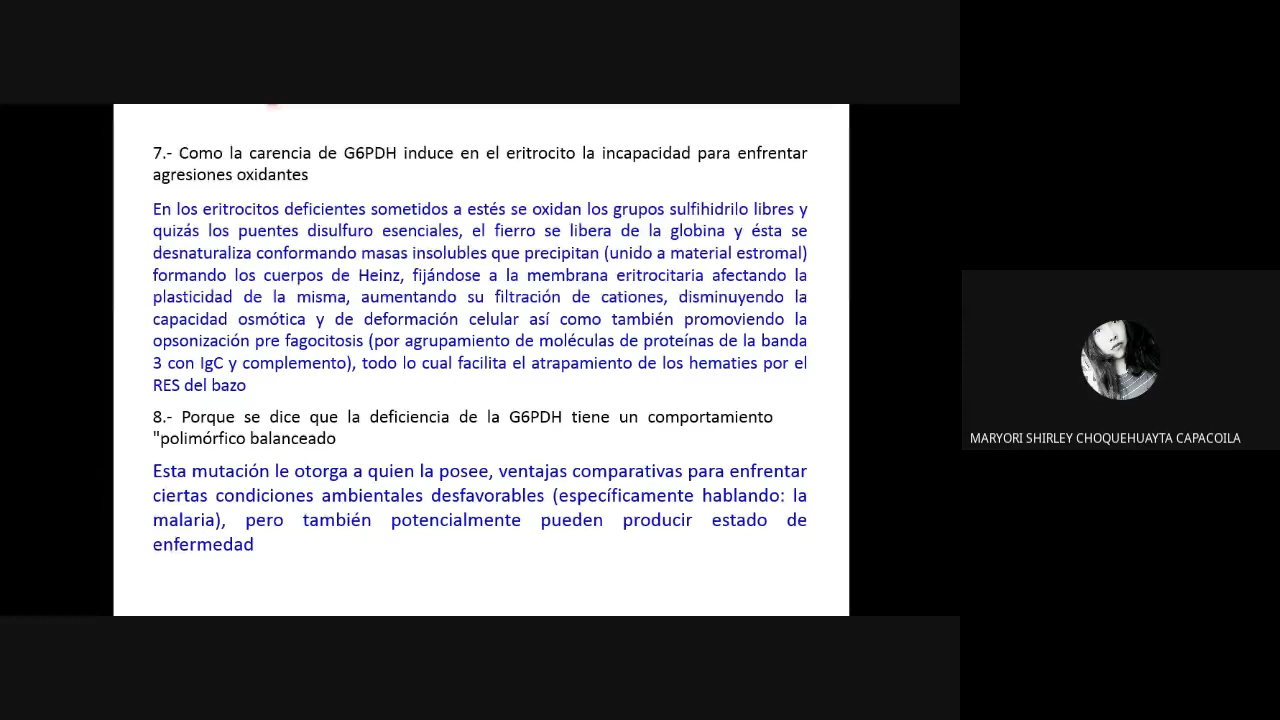 7.- Como la carencia de G6PDH induce en el eritrocito la incapacidad para enfrentar
agresiones oxidantes
En los eritrocitos deficientes sometidos a estés se oxidan los grupos sulfihidrilo libres y
quizás los puentes disulfuro esenciales, el fierro se libera de la globina y ésta se
desnaturaliza conformando masas insolubles que precipitan (unido a material estromal)
formando los cuerpos de Heinz, fijándose a la membrana eritrocitaria afectando la
plasticidad de la misma, aumentando su filtración de cationes, disminuyendo la
capacidad osmótica y de deformación celular así como también promoviendo la
opsonización pre fagocitosis (por agrupamiento de moléculas de proteínas de la banda
3 con IgC y complemento), todo lo cual facilita el atrapamiento de los hematies por el
RES del bazo
8.- Porque se dice que la deficiencia de la G6PDH tiene un comportamiento
"polimórfico balanceado
Esta mutación le otorga a quien la posee, ventajas comparativas para enfrentar
ciertas condiciones ambientales desfavorables (específicamente hablando: la
malaria), pero también potencialmente pueden producir estado de
enfermedad
MARYORI SHIRLEY CHOQUEHUAYTA CAPACOILA